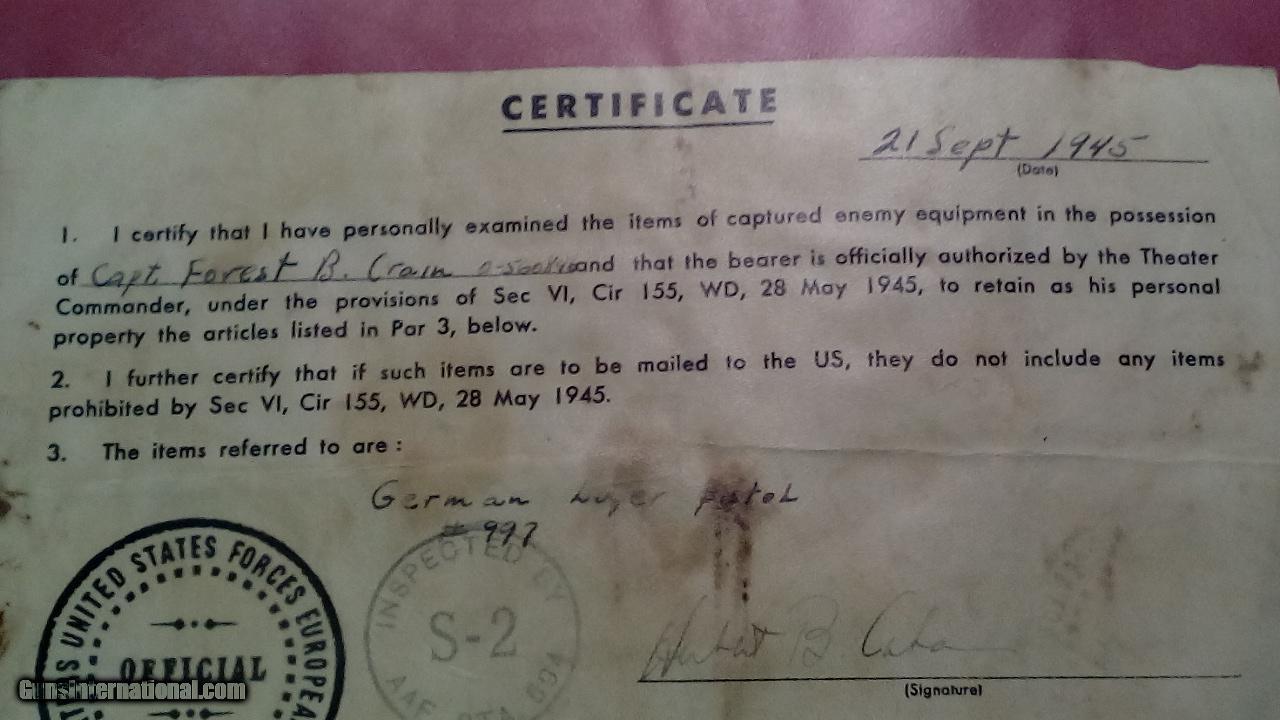 CERTIFICATE
21 Sept 1945
(Date)
1. I certify that I have personally examined the items of captured enemy equipment in the possession
of Capt. Forest B. Crain and that the bearer is officially authorized by the Theater
Commander, under the provisions of Sec VI, Cir 155, WD, 28 May 1945, to retain as his personal
property the articles listed in Par 3, below.
2. I further certify that if such items are to be mailed to the US, they do not include any items
prohibited by Sec VI, Cir 155, WD, 28 May 1945.
3. The items referred to are :
German Luger pistol
# 997
UNITED STATES FORCES EUROPEAN
OFFICIAL
INSPECTED BY
S-2
AAF STA 694
B
(Signature)
GunsInternational.com